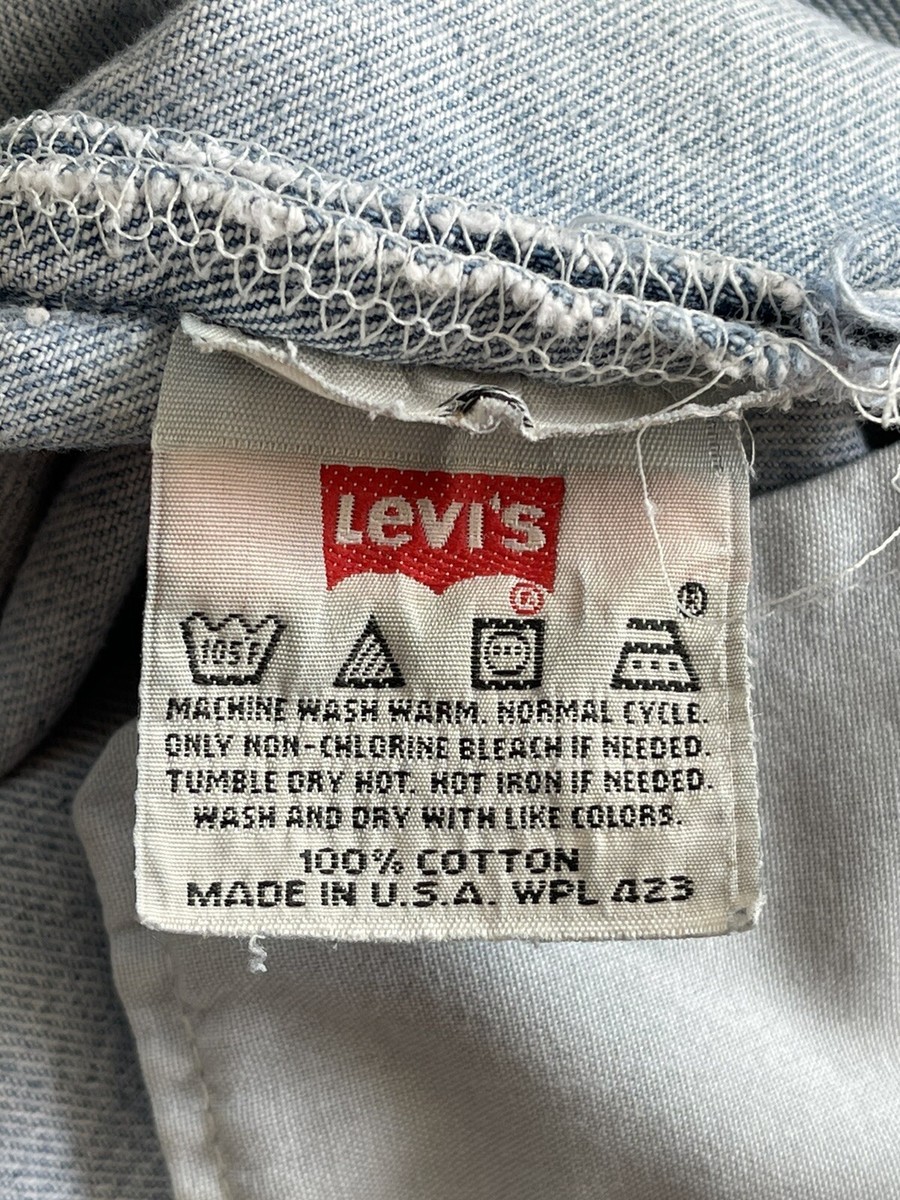 Levi's
®
®
105F
MACHINE WASH WARM. NORMAL CYCLE.
ONLY NON-CHLORINE BLEACH IF NEEDED.
TUMBLE DRY HOT. HOT IRON IF NEEDED.
WASH AND DRY WITH LIKE COLORS.
100% COTTON
MADE IN U.S.A. WPL 423